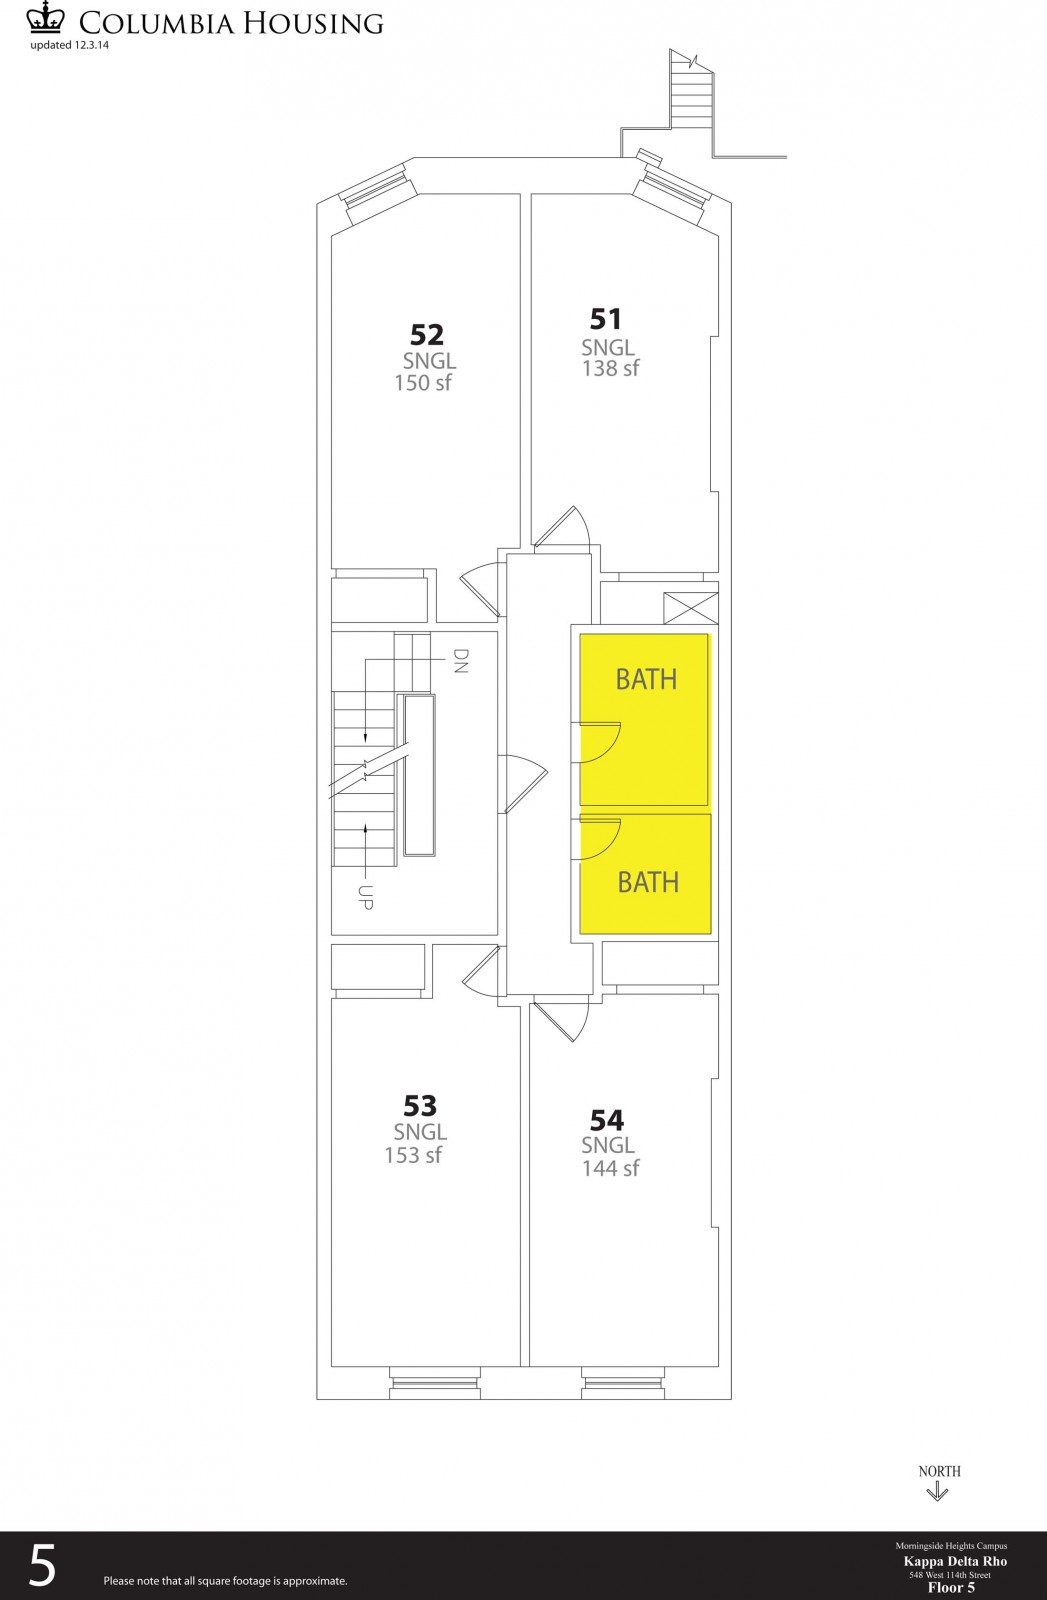 COLUMBIA HOUSING
updated 12.3.14
52
SNGL
150 sf
51
SNGL
138 sf
DN
BATH
UP
BATH
53
SNGL
153 sf
54
SNGL
144 sf
NORTH
5
Please note that all square footage is approximate.
Morningside Heights Campus
Kappa Delta Rho
548 West 114th Street
Floor 5